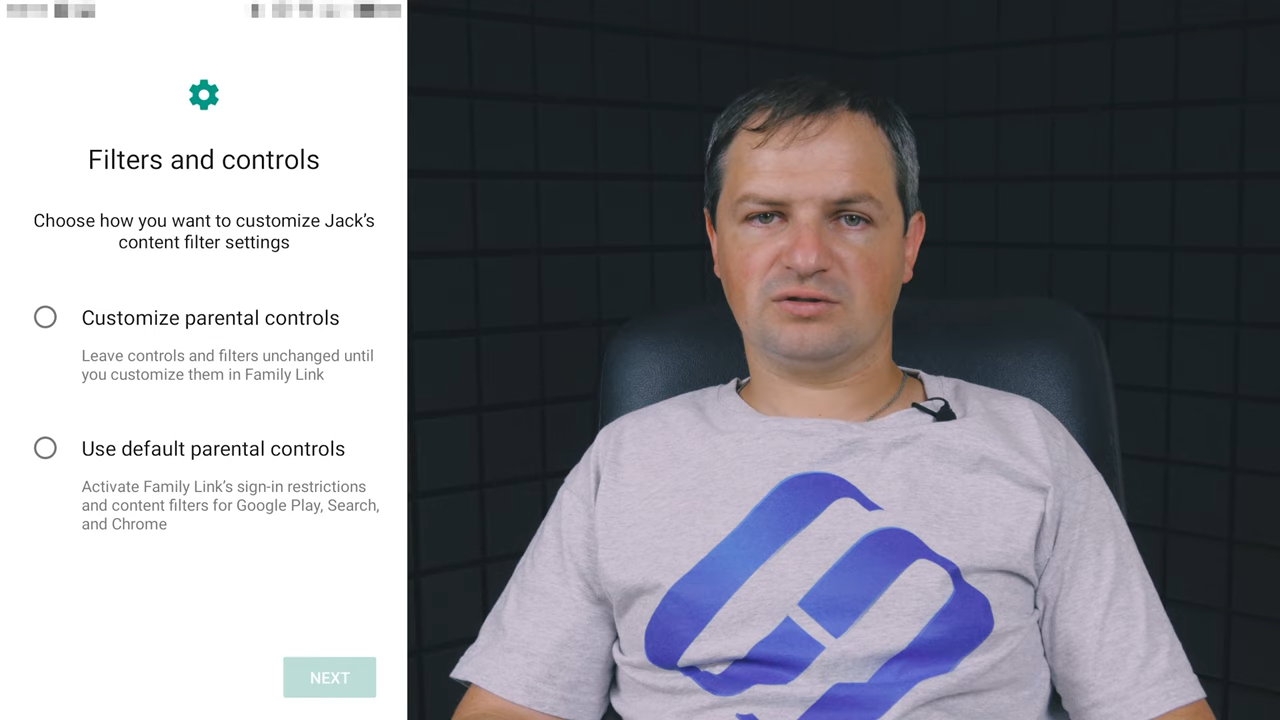 Filters and controls
Choose how you want to customize Jack’s
content filter settings
Customize parental controls
Leave controls and filters unchanged until
you customize them in Family Link
Use default parental controls
Activate Family Link’s sign-in restrictions
and content filters for Google Play, Search,
and Chrome
NEXT